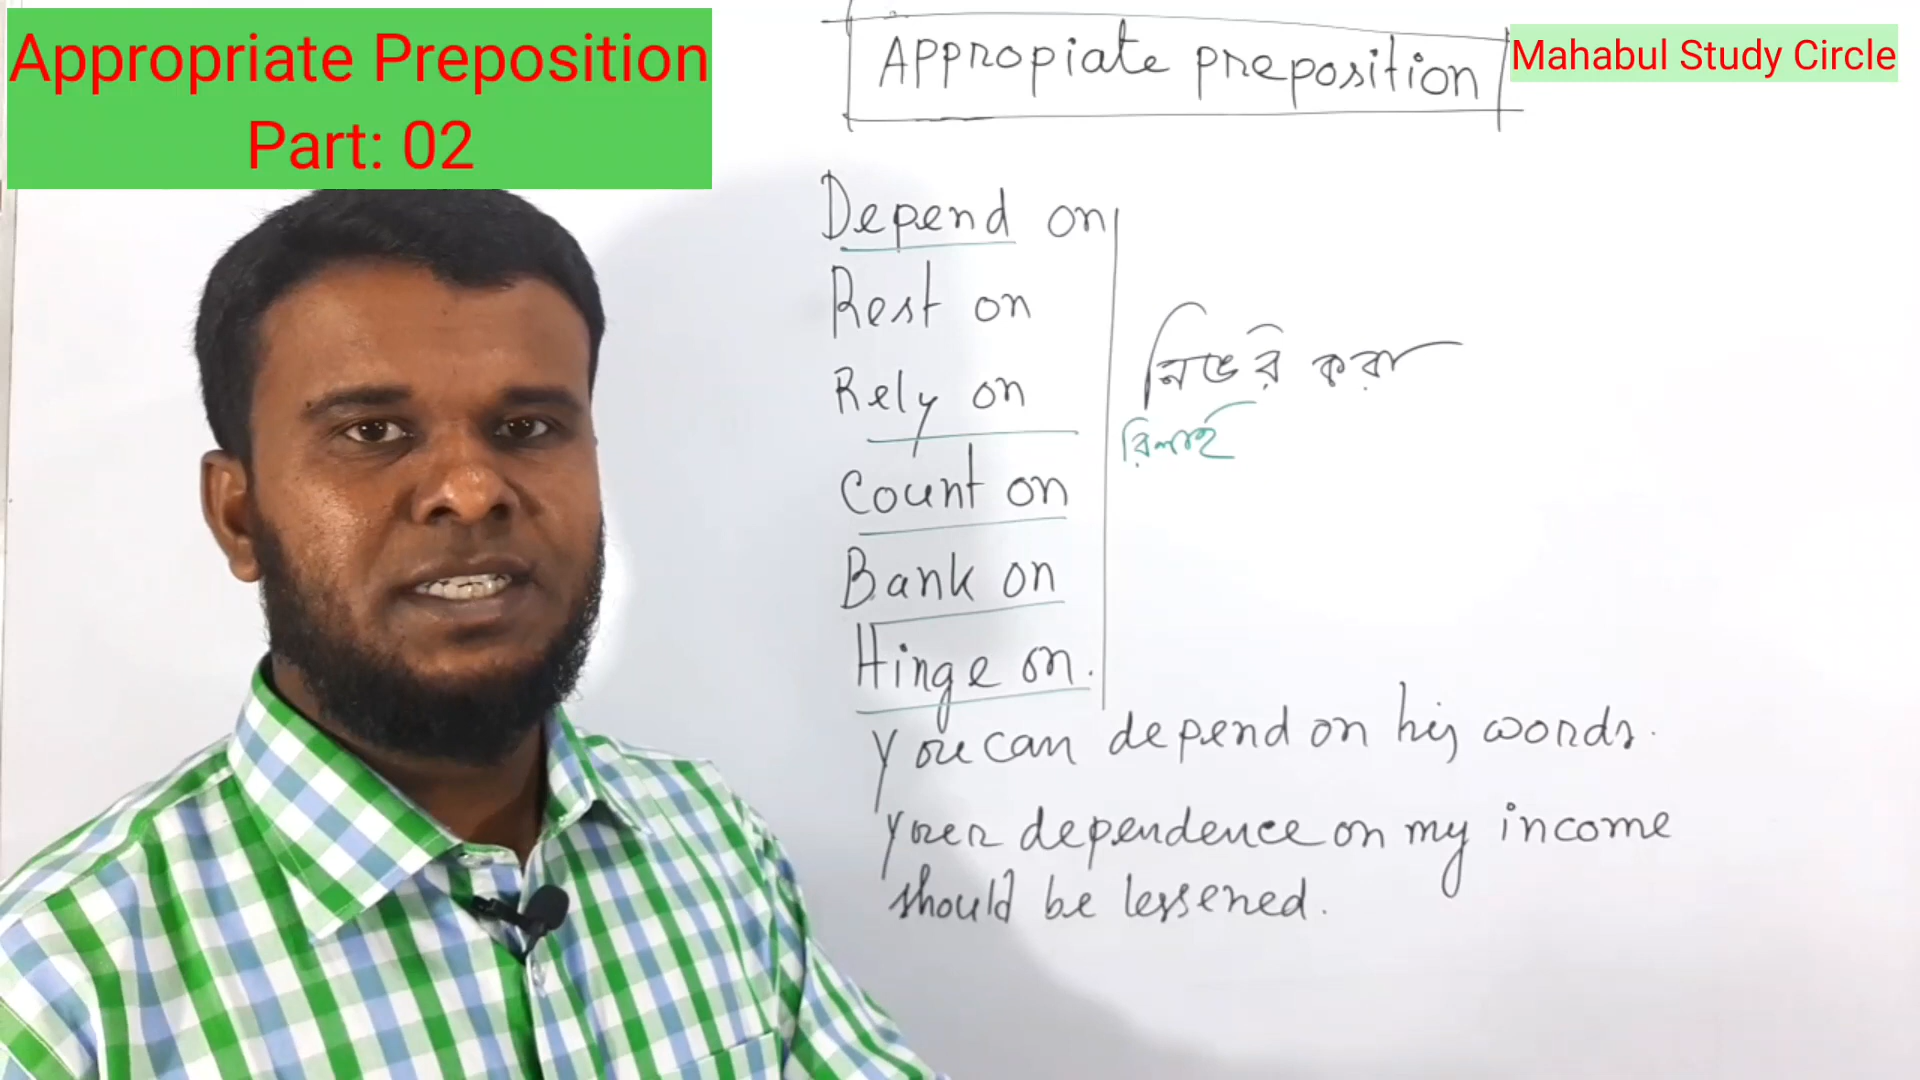 Appropriate Preposition
Part: 02
Mahabul Study Circle
Appropiate preposition
Depend on
Rest on
Rely on
Count on
Bank on
Hinge on.
নির্ভর করা
রিলাই
You can depend on his words.
Your dependence on my income
should be lessened.